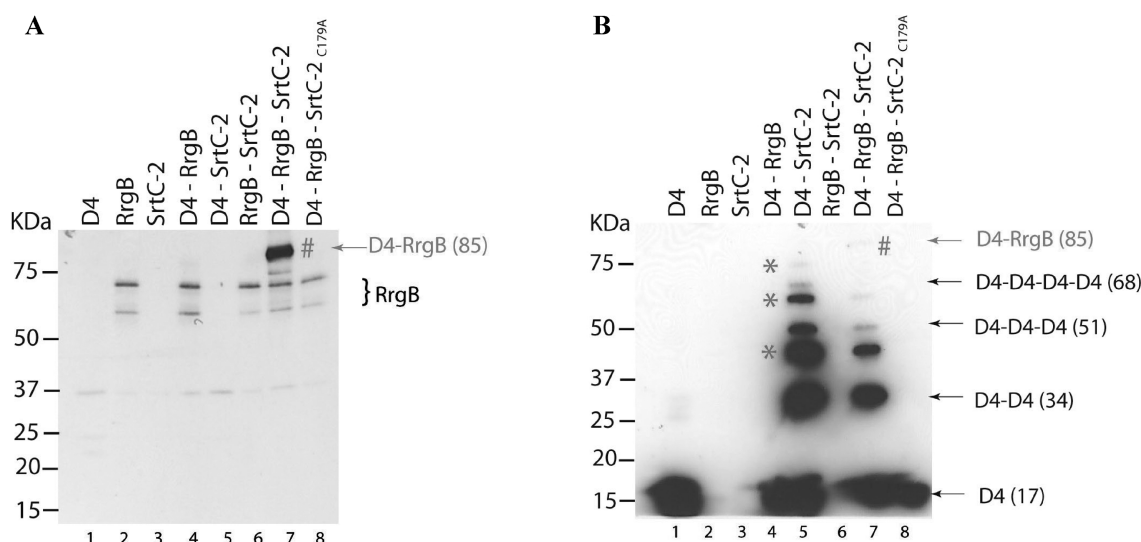 A
D4
RrgB
SrtC-2
D4 - RrgB
D4 - SrtC-2
RrgB - SrtC-2
D4 - RrgB - SrtC-2
D4 - RrgB - SrtC-2 C179A
KDa
75
50
37
25
20
15
#
D4-RrgB (85)
} RrgB
?
1 2 3 4 5 6 7 8
B
D4
RrgB
SrtC-2
D4 - RrgB
D4 - SrtC-2
RrgB - SrtC-2
D4 - RrgB - SrtC-2
D4 - RrgB - SrtC-2 C179A
KDa
75
50
37
25
20
15
*
*
*
#
D4-RrgB (85)
D4-D4-D4-D4 (68)
D4-D4-D4 (51)
D4-D4 (34)
D4 (17)
1 2 3 4 5 6 7 8